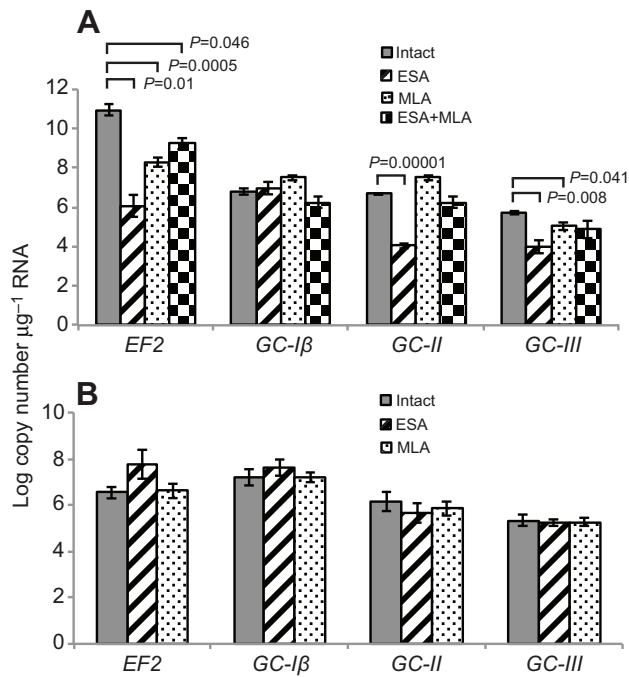 A
P=0.046
P=0.0005
P=0.01
Intact
ESA
MLA
ESA+MLA
P=0.00001
P=0.041
P=0.008
12
10
8
6
4
2
0
EF2 GC-Iβ GC-II GC-III
Log copy number µg⁻¹ RNA
B
Intact
ESA
MLA
10
8
6
4
2
0
EF2 GC-Iβ GC-II GC-III